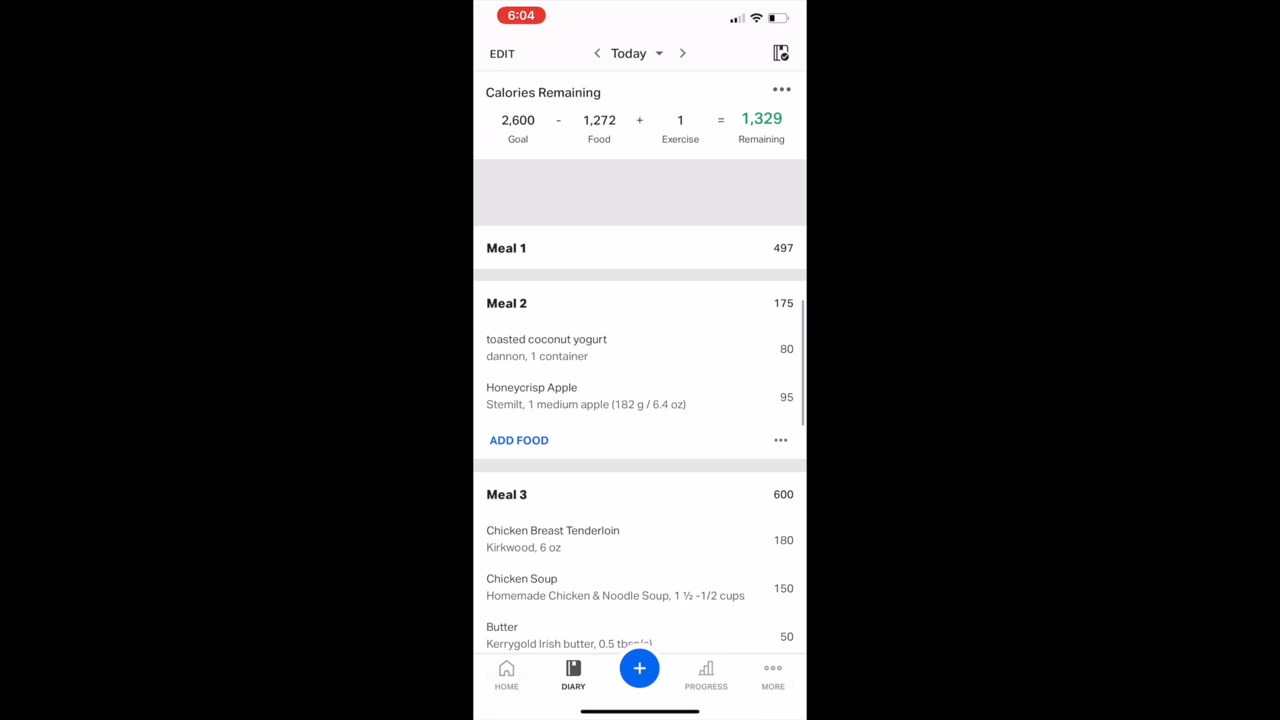 6:04
EDIT
Today
Calories Remaining
2,600 - 1,272 + 1 = 1,329
Goal Food Exercise Remaining
Meal 1 497
Meal 2 175
toasted coconut yogurt
dannon, 1 container 80
Honeycrisp Apple
Stemilt, 1 medium apple (182 g / 6.4 oz) 95
ADD FOOD
Meal 3 600
Chicken Breast Tenderloin
Kirkwood, 6 oz 180
Chicken Soup
Homemade Chicken & Noodle Soup, 1 ½ -1/2 cups 150
Butter
Kerrygold Irish butter, 0.5 tbsp(s) 50
HOME DIARY PROGRESS MORE